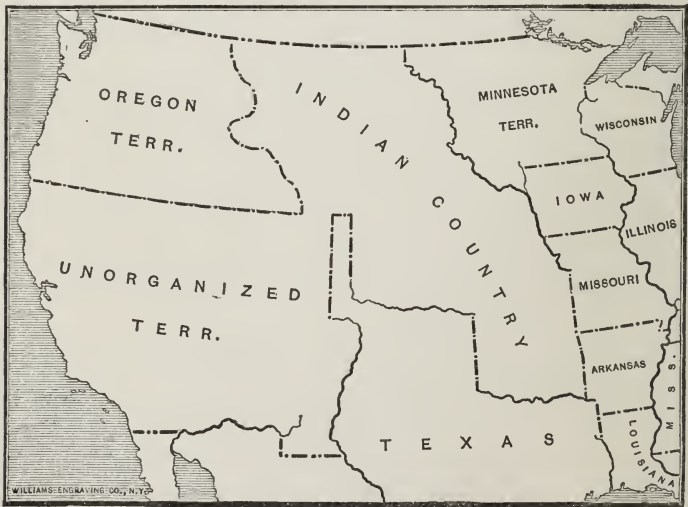 OREGON
TERR.
INDIAN COUNTRY
MINNESOTA
TERR.
WISCONSIN
IOWA
ILLINOIS
UNORGANIZED
TERR.
MISSOURI
ARKANSAS
MISS.
TEXAS
LOUISIANA
WILLIAMS ENGRAVING CO., N.Y.